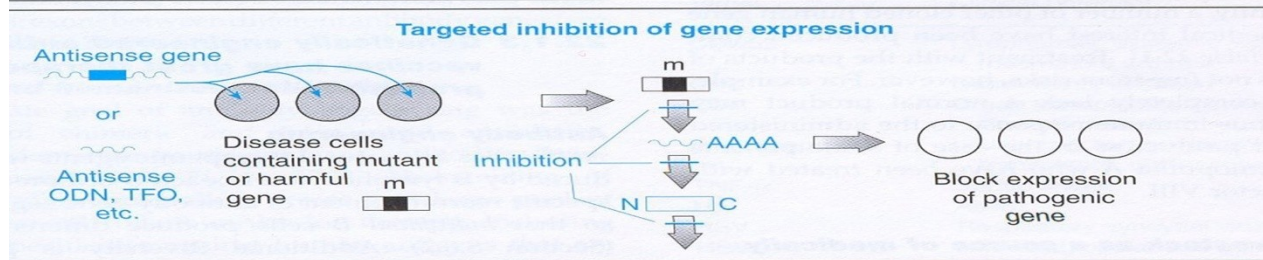 Targeted inhibition of gene expression
Antisense gene
or
Antisense
ODN, TFO,
etc.
Disease cells
containing mutant
or harmful
gene
m
Inhibition
m
AAAA
N
C
Block expression
of pathogenic
gene